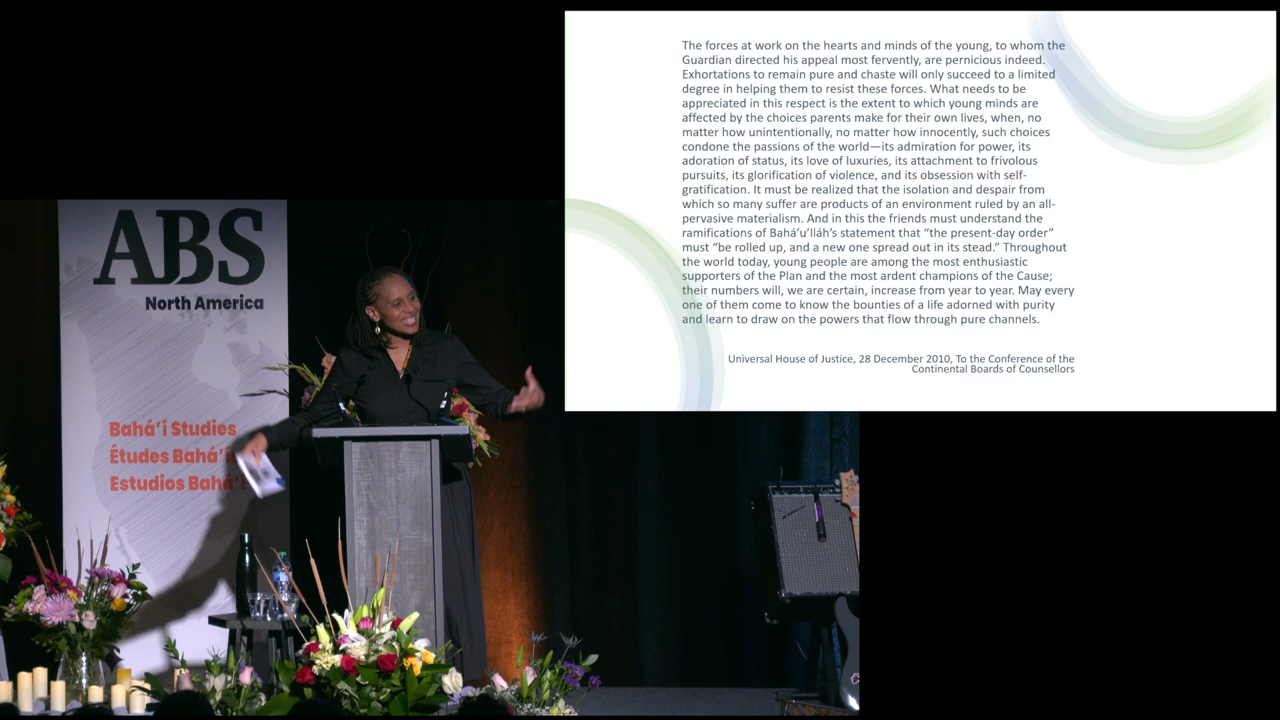 The forces at work on the hearts and minds of the young, to whom the
Guardian directed his appeal most fervently, are pernicious indeed.
Exhortations to remain pure and chaste will only succeed to a limited
degree in helping them to resist these forces. What needs to be
appreciated in this respect is the extent to which young minds are
affected by the choices parents make for their own lives, when, no
matter how unintentionally, no matter how innocently, such choices
condone the passions of the world—its admiration for power, its
adoration of status, its love of luxuries, its attachment to frivolous
pursuits, its glorification of violence, and its obsession with self-
gratification. It must be realized that the isolation and despair from
which so many suffer are products of an environment ruled by an all-
pervasive materialism. And in this the friends must understand the
ramifications of Bahá’u’lláh’s statement that “the present-day order”
must “be rolled up, and a new one spread out in its stead.” Throughout
the world today, young people are among the most enthusiastic
supporters of the Plan and the most ardent champions of the Cause;
their numbers will, we are certain, increase from year to year. May every
one of them come to know the bounties of a life adorned with purity
and learn to draw on the powers that flow through pure channels.
Universal House of Justice, 28 December 2010, To the Conference of the
Continental Boards of Counsellors
ABS
North America
Bahá’í Studies
Études Bahá’í
Estudios Bahá’í